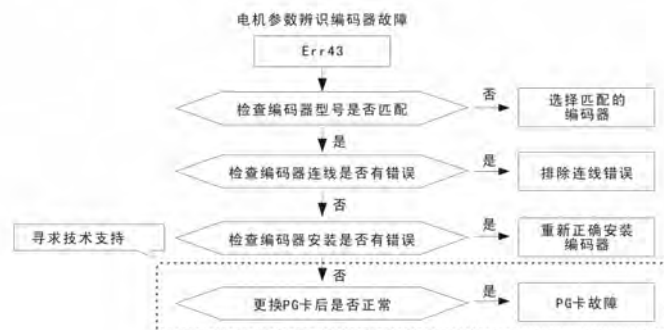 电机参数辨识编码器故障
Err43
检查编码器型号是否匹配
否
选择匹配的
编码器
是
检查编码器连线是否有错误
是
排除连线错误
否
寻求技术支持
检查编码器安装是否有错误
是
重新正确安装
编码器
否
更换PG卡后是否正常
是
PG卡故障